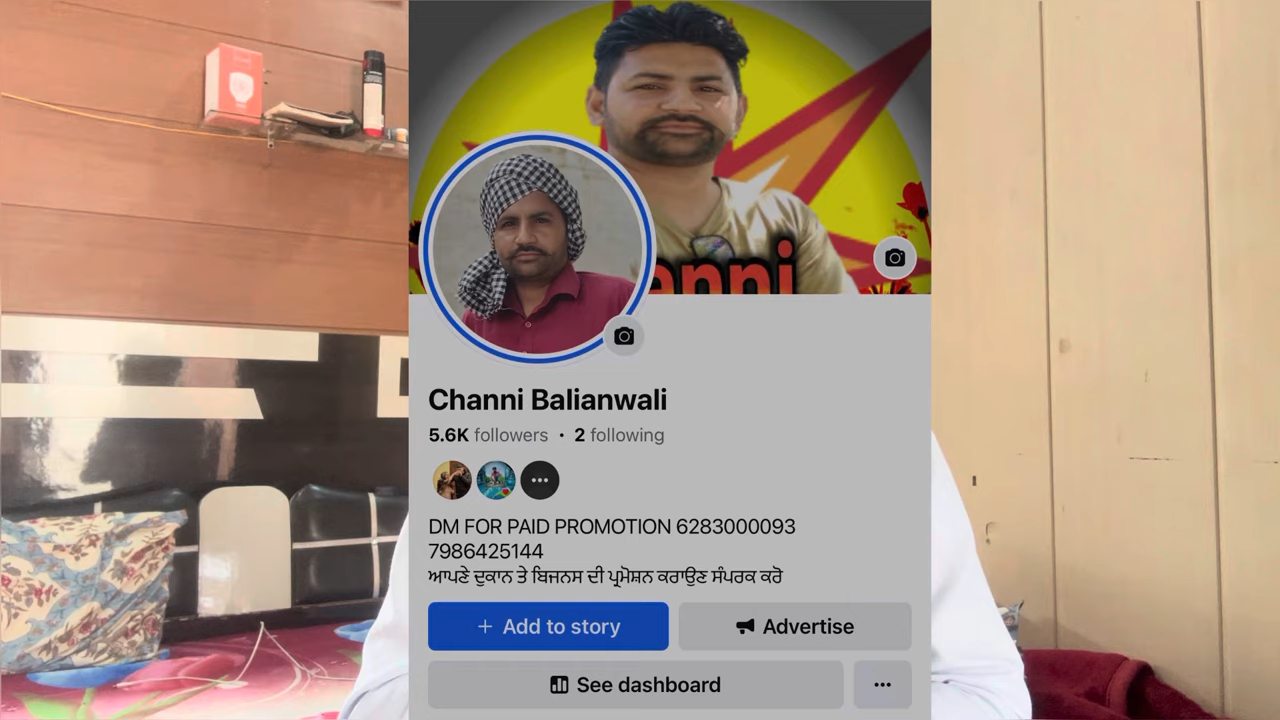 anni
Channi Balianwali
5.6K followers · 2 following
DM FOR PAID PROMOTION 6283000093
7986425144
ਆਪਣੇ ਦੁਕਾਨ ਤੇ ਬਿਜਨਸ ਦੀ ਪ੍ਰਮੋਸ਼ਨ ਕਰਾਉਣ ਸੰਪਰਕ ਕਰੋ
+ Add to story
Advertise
See dashboard